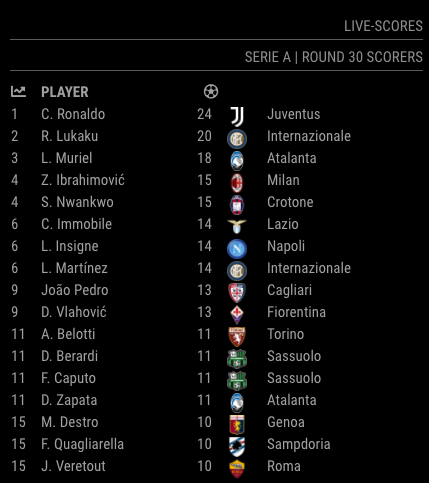 LIVE-SCORES
SERIE A | ROUND 30 SCORERS
PLAYER
1 C. Ronaldo 24 Juventus
2 R. Lukaku 20 Internazionale
3 L. Muriel 18 Atalanta
4 Z. Ibrahimović 15 Milan
4 S. Nwankwo 15 Crotone
6 C. Immobile 14 Lazio
6 L. Insigne 14 Napoli
6 L. Martínez 14 Internazionale
9 João Pedro 13 Cagliari
9 D. Vlahović 13 Fiorentina
11 A. Belotti 11 Torino
11 D. Berardi 11 Sassuolo
11 F. Caputo 11 Sassuolo
11 D. Zapata 11 Atalanta
15 M. Destro 10 Genoa
15 F. Quagliarella 10 Sampdoria
15 J. Veretout 10 Roma